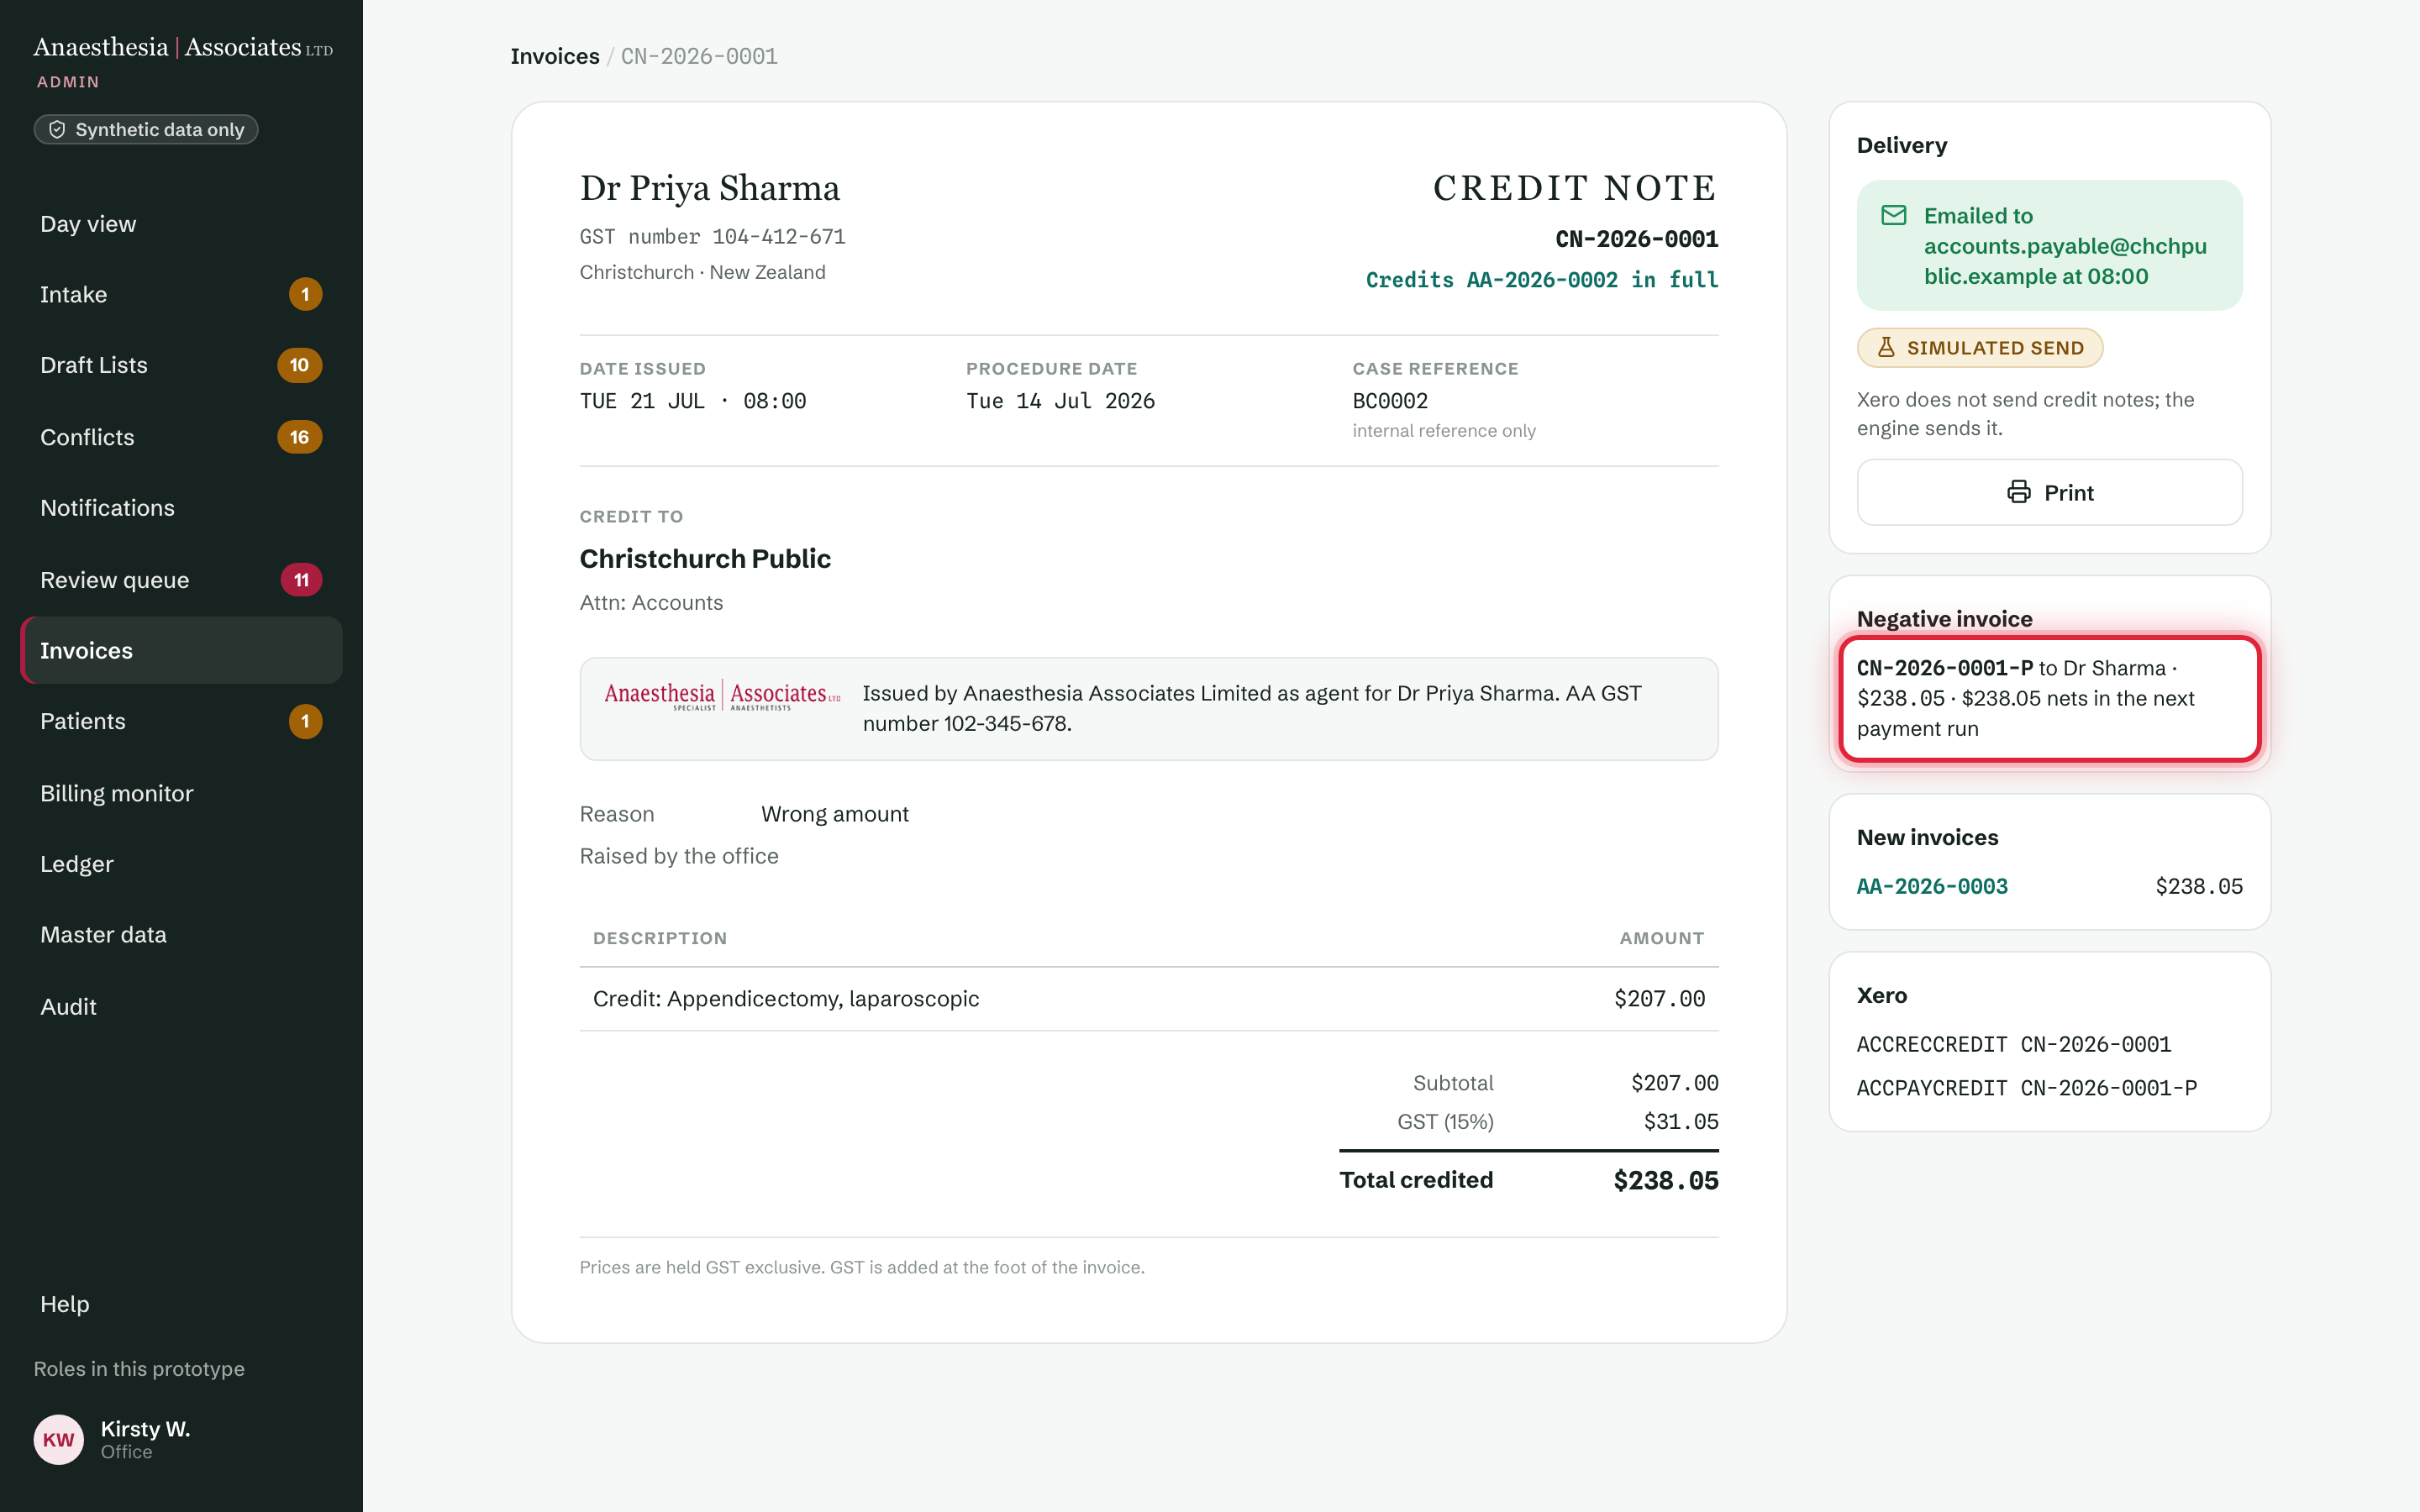 Anaesthesia | Associates LTD
ADMIN
Synthetic data only
Day view
Intake 1
Draft Lists 10
Conflicts 16
Notifications
Review queue 11
Invoices
Patients 1
Billing monitor
Ledger
Master data
Audit
Help
Roles in this prototype
KW
Kirsty W.
Office
Invoices / CN-2026-0001
Dr Priya Sharma
GST number 104-412-671
Christchurch · New Zealand
CREDIT NOTE
CN-2026-0001
Credits AA-2026-0002 in full
DATE ISSUED
TUE 21 JUL · 08:00
PROCEDURE DATE
Tue 14 Jul 2026
CASE REFERENCE
BC0002
internal reference only
CREDIT TO
Christchurch Public
Attn: Accounts
Anaesthesia | Associates LTD
SPECIALIST | ANAESTHETISTS
Issued by Anaesthesia Associates Limited as agent for Dr Priya Sharma. AA GST
number 102-345-678.
Reason Wrong amount
Raised by the office
DESCRIPTION AMOUNT
Credit: Appendicectomy, laparoscopic $207.00
Subtotal $207.00
GST (15%) $31.05
Total credited $238.05
Prices are held GST exclusive. GST is added at the foot of the invoice.
Delivery
Emailed to
accounts.payable@chchpu
blic.example at 08:00
SIMULATED SEND
Xero does not send credit notes; the
engine sends it.
Print
Negative invoice
CN-2026-0001-P to Dr Sharma ·
$238.05 · $238.05 nets in the next
payment run
New invoices
AA-2026-0003 $238.05
Xero
ACCRECCREDIT CN-2026-0001
ACCPAYCREDIT CN-2026-0001-P